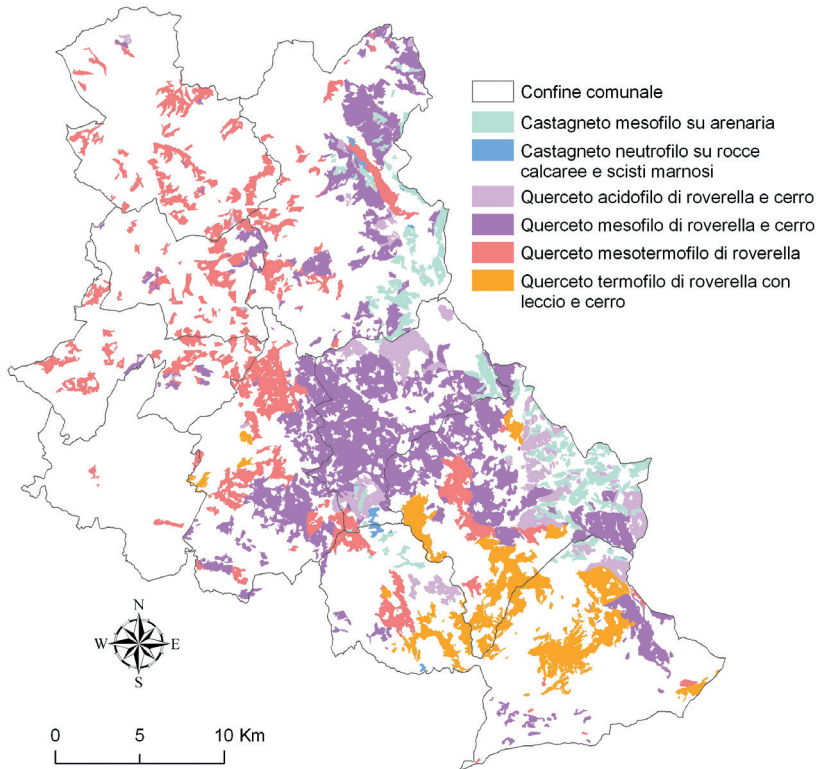 Confine comunale
Castagneto mesofilo su arenaria
Castagneto neutrofilo su rocce
calcaree e scisti marnosi
Querceto acidofilo di roverella e cerro
Querceto mesofilo di roverella e cerro
Querceto mesotermofilo di roverella
Querceto termofilo di roverella con
leccio e cerro
N
W E
S
0 5 10 Km